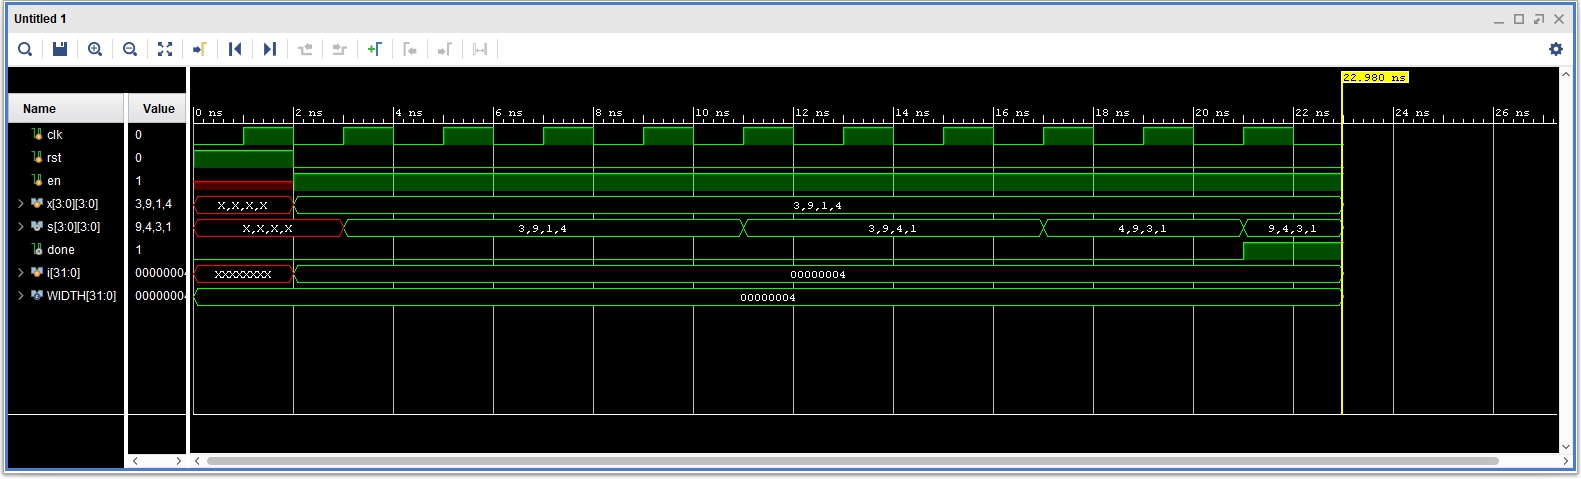 Untitled 1
22.980 ns
Name Value
0 ns 2 ns 4 ns 6 ns 8 ns 10 ns 12 ns 14 ns 16 ns 18 ns 20 ns 22 ns 24 ns 26 ns
clk 0
rst 0
en 1
x[3:0][3:0] 3,9,1,4 X,X,X,X 3,9,1,4
s[3:0][3:0] 9,4,3,1 X,X,X,X 3,9,1,4 3,9,4,1 4,9,3,1 9,4,3,1
done 1
i[31:0] 00000004 XXXXXXXX 00000004
WIDTH[31:0] 00000004 00000004